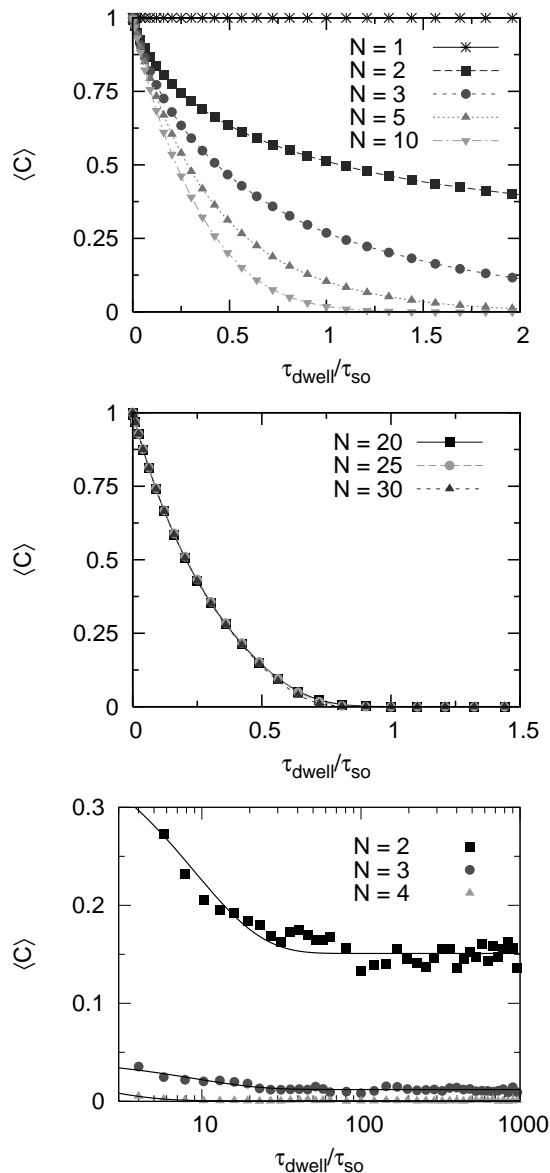 1
0.75
0.5
0.25
0
⟨C⟩
N = 1
N = 2
N = 3
N = 5
N = 10
0 0.5 1 1.5 2
τdwell/τso
1
0.75
0.5
0.25
0
⟨C⟩
N = 20
N = 25
N = 30
0 0.5 1 1.5
τdwell/τso
0.3
0.2
0.1
0
⟨C⟩
N = 2
N = 3
N = 4
10 100 1000
τdwell/τso